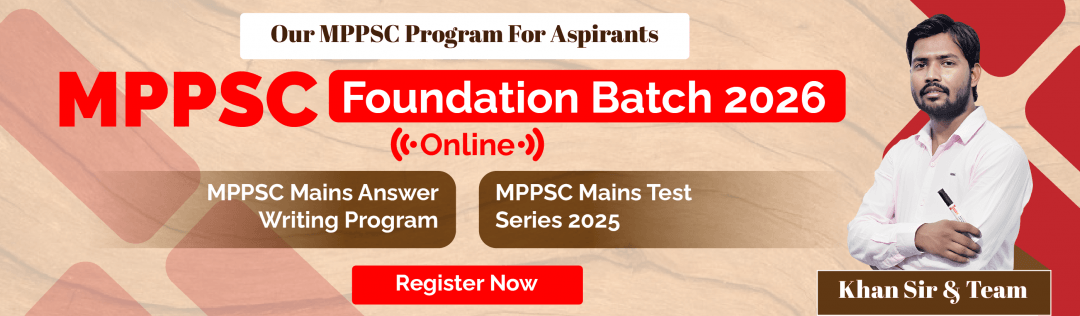 Our MPPSC Program For Aspirants
MPPSC Foundation Batch 2026
Online
MPPSC Mains Answer
Writing Program
MPPSC Mains Test
Series 2025
Register Now
Khan Sir & Team